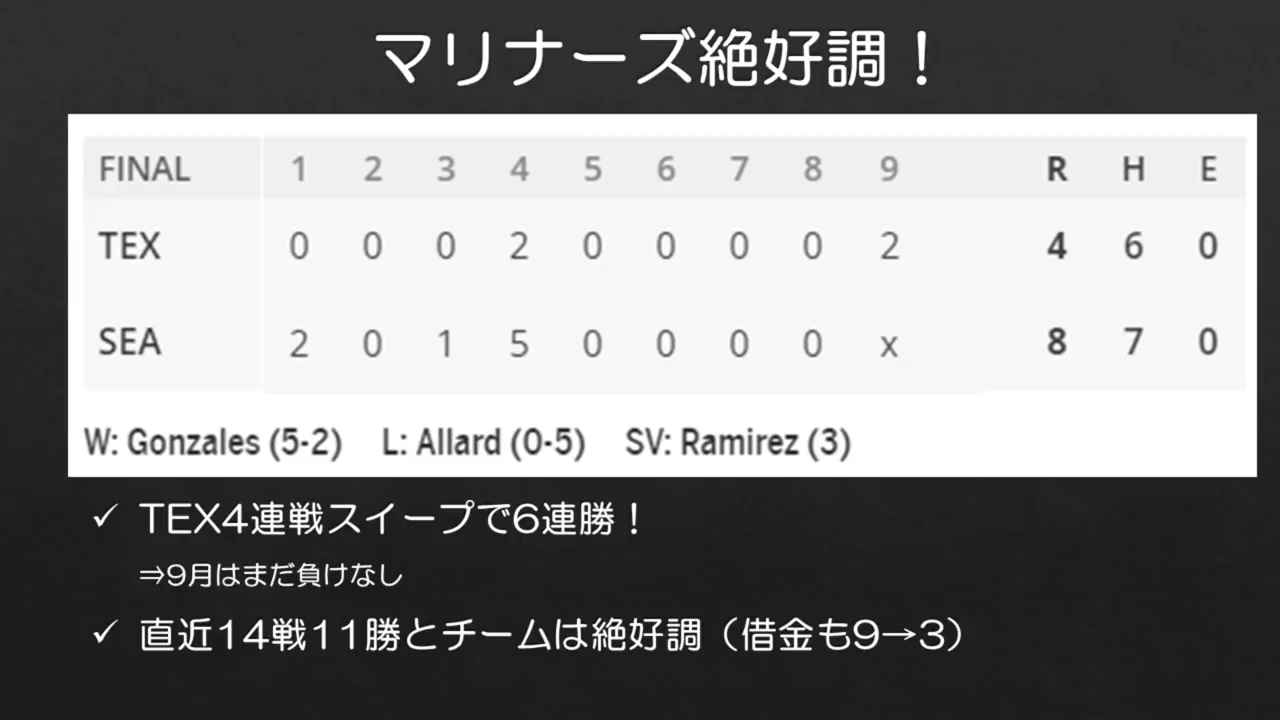 マリナーズ絶好調！
FINAL 1 2 3 4 5 6 7 8 9 R H E
TEX 0 0 0 2 0 0 0 0 2 4 6 0
SEA 2 0 1 5 0 0 0 0 x 8 7 0
W: Gonzales (5-2) L: Allard (0-5) SV: Ramirez (3)
✓ TEX4連戦スイープで6連勝！
⇒9月はまだ負けなし
✓ 直近14戦11勝とチームは絶好調（借金も9→3）